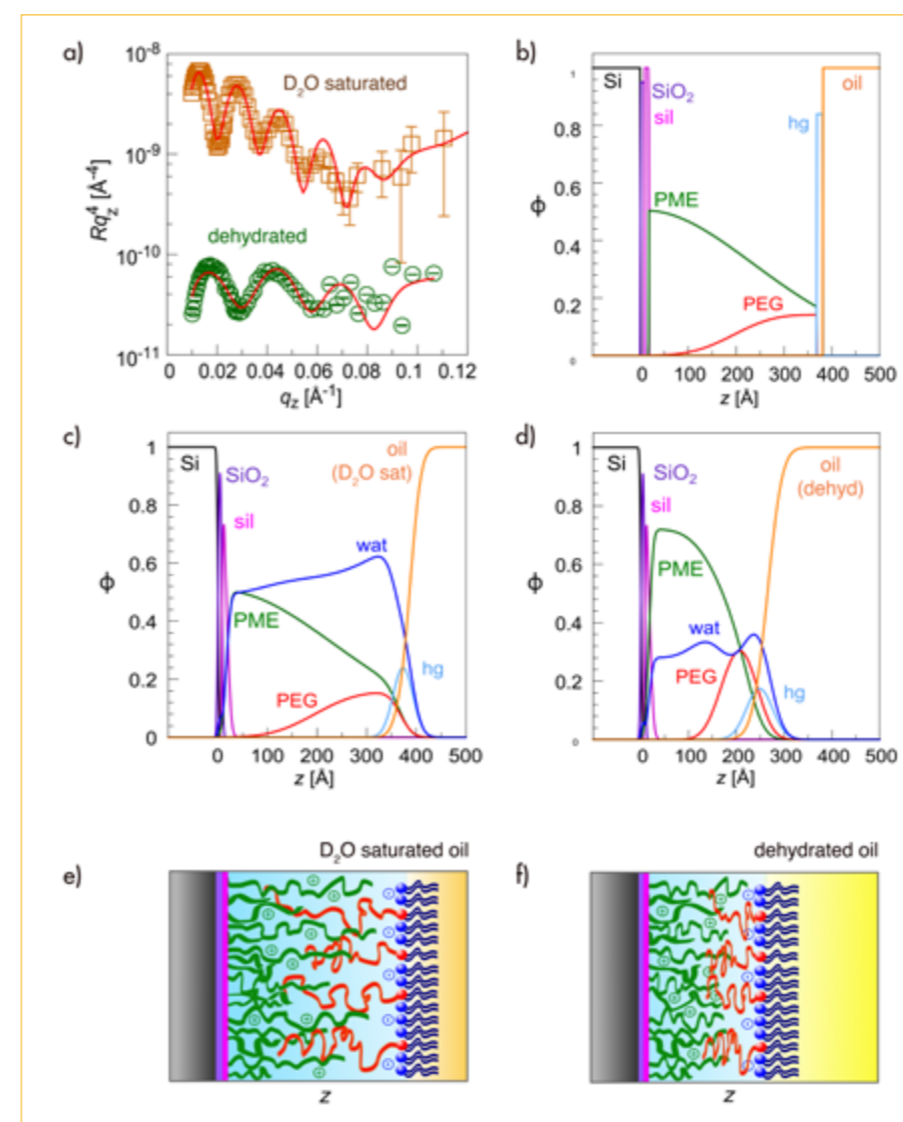 a)
10⁻⁸
10⁻⁹
10⁻¹⁰
10⁻¹¹
Rq_z⁴ [Å⁻⁴]
D₂O saturated
dehydrated
0 0.02 0.04 0.06 0.08 0.1 0.12
q_z [Å⁻¹]
b)
1
0.8
0.6
0.4
0.2
0
ϕ
Si
SiO₂
sil
PME
PEG
hg
oil
0 100 200 300 400 500
z [Å]
c)
1
0.8
0.6
0.4
0.2
0
ϕ
Si
SiO₂
sil
oil
(D₂O sat)
wat
PME
PEG
hg
0 100 200 300 400 500
z [Å]
d)
1
0.8
0.6
0.4
0.2
0
ϕ
Si
SiO₂
sil
oil
(dehyd)
PME
wat
PEG
hg
0 100 200 300 400 500
z [Å]
e)
D₂O saturated oil
z
f)
dehydrated oil
z